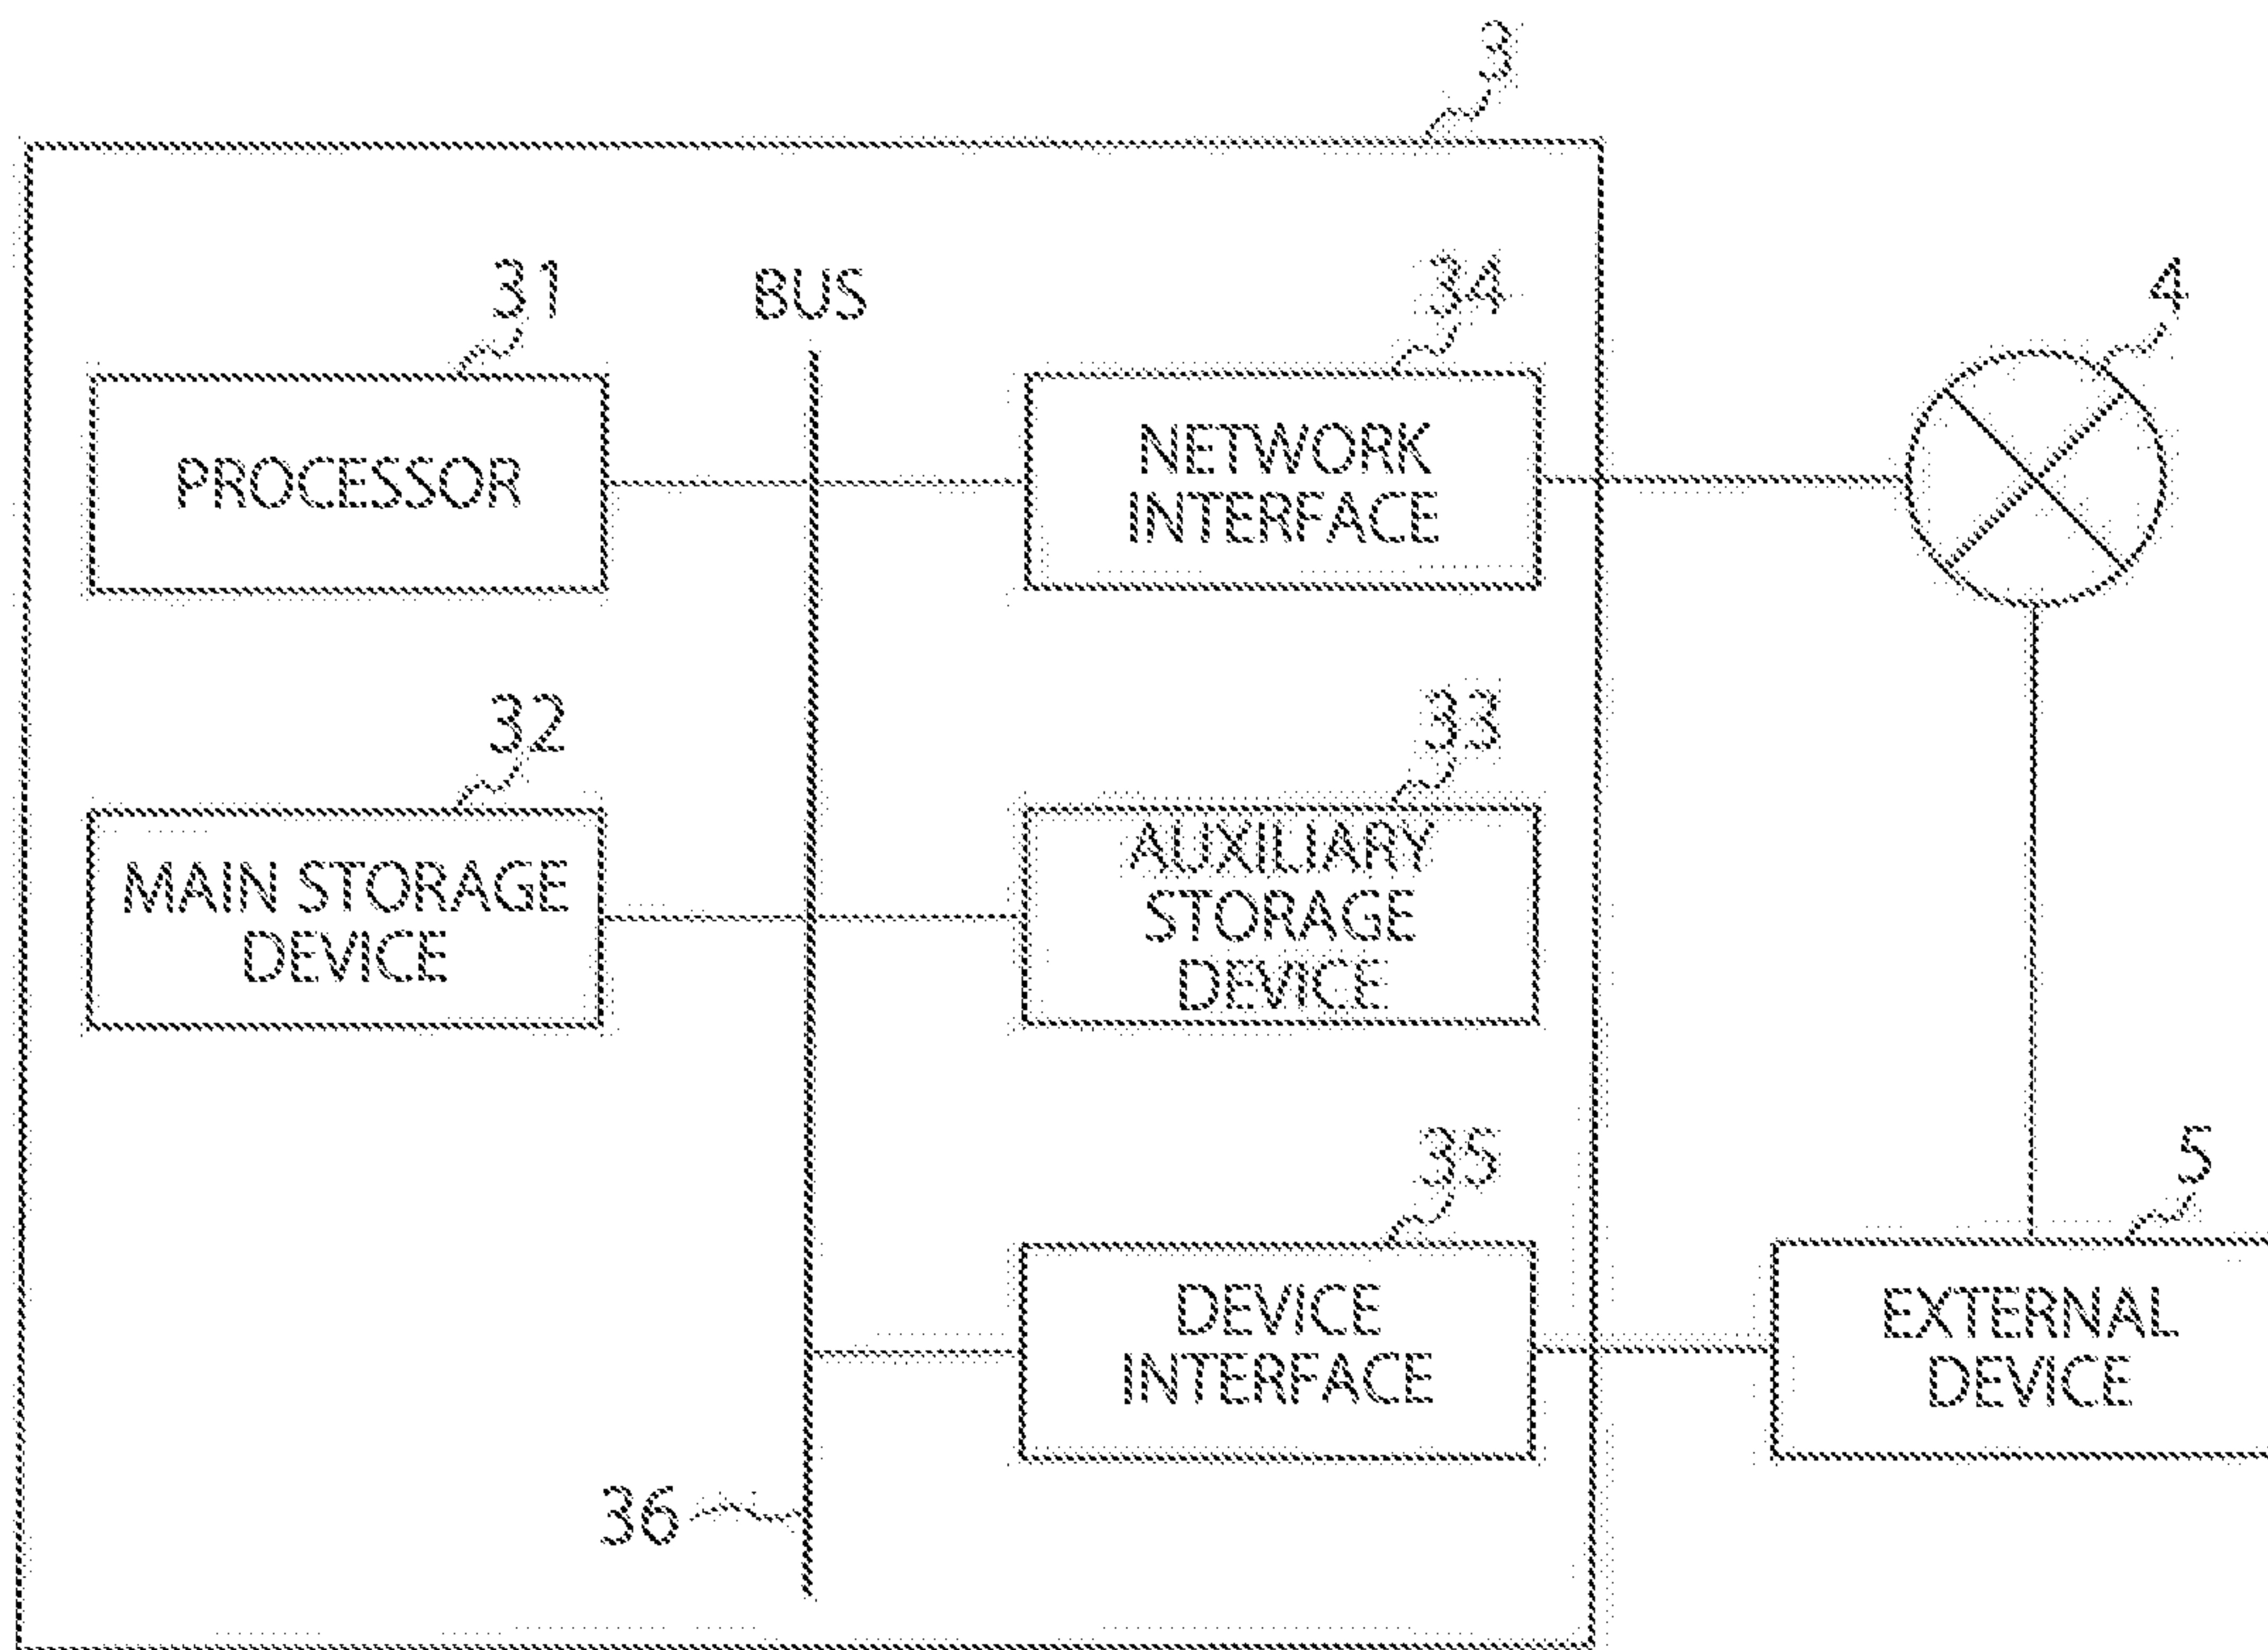 3
31
BUS
34
4
PROCESSOR
NETWORK
INTERFACE
32
33
MAIN STORAGE
DEVICE
AUXILIARY
STORAGE
DEVICE
35
5
DEVICE
INTERFACE
EXTERNAL
DEVICE
36